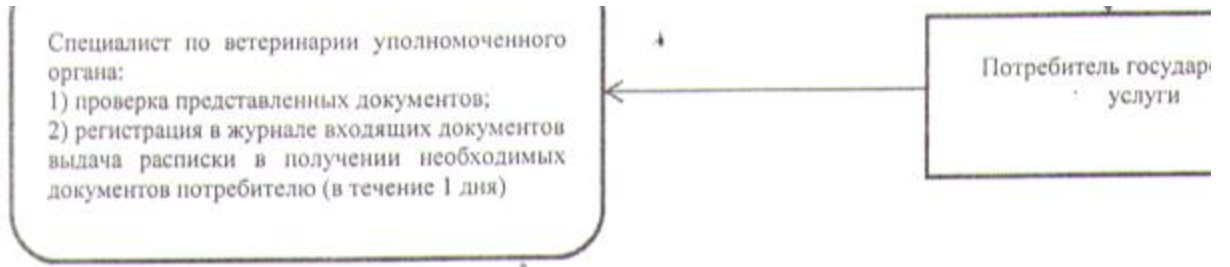 Специалист по ветеринарии уполномоченного
органа:
1) проверка представленных документов;
2) регистрация в журнале входящих документов
выдача расписки в получении необходимых
документов потребителю (в течение 1 дня)
Потребитель государ
услуги